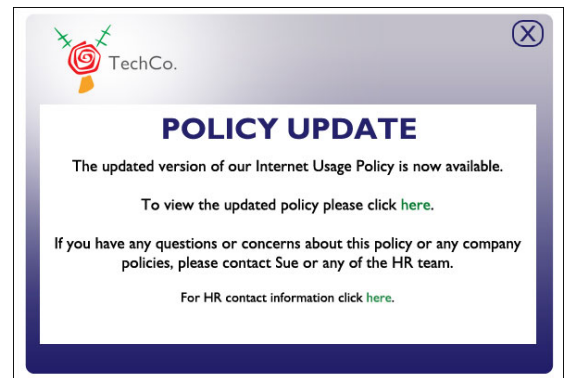 X
TechCo.
POLICY UPDATE
The updated version of our Internet Usage Policy is now available.
To view the updated policy please click here.
If you have any questions or concerns about this policy or any company
policies, please contact Sue or any of the HR team.
For HR contact information click here.